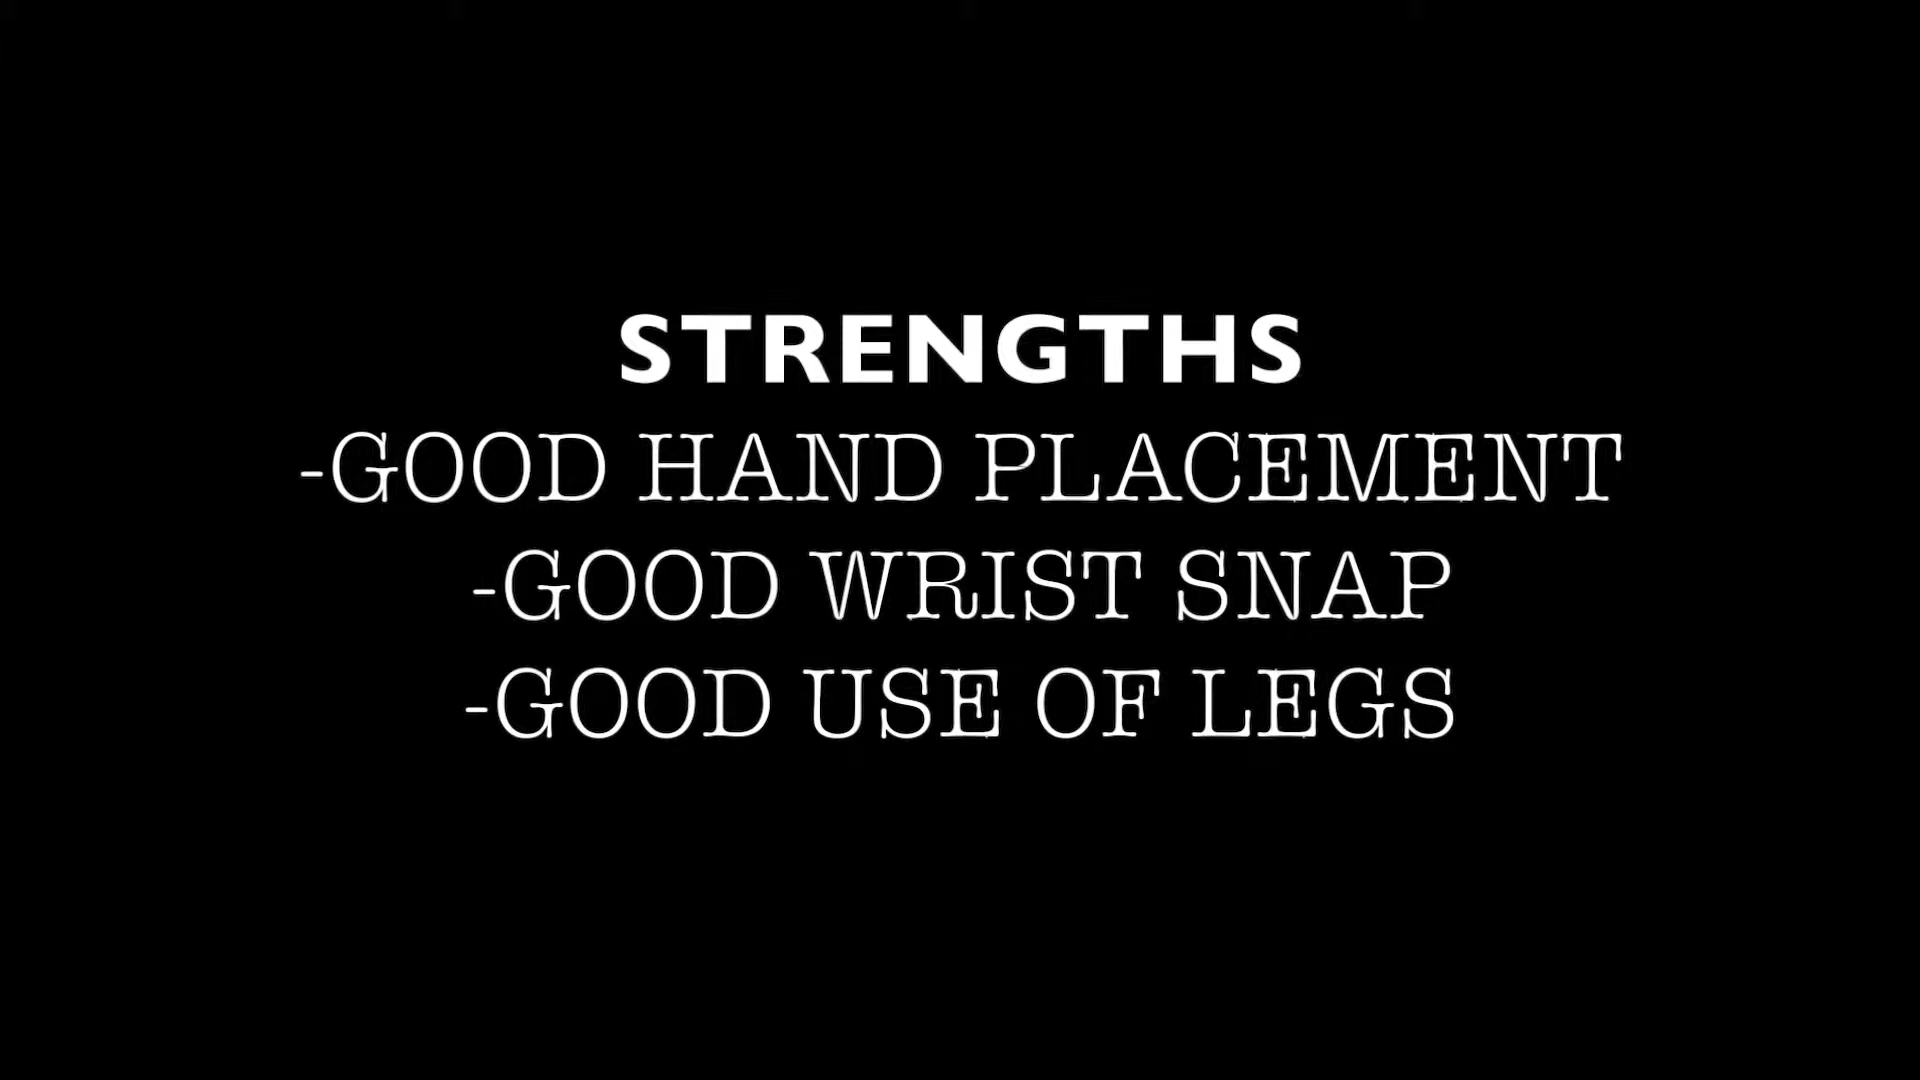 STRENGTHS
-GOOD HAND PLACEMENT
-GOOD WRIST SNAP
-GOOD USE OF LEGS